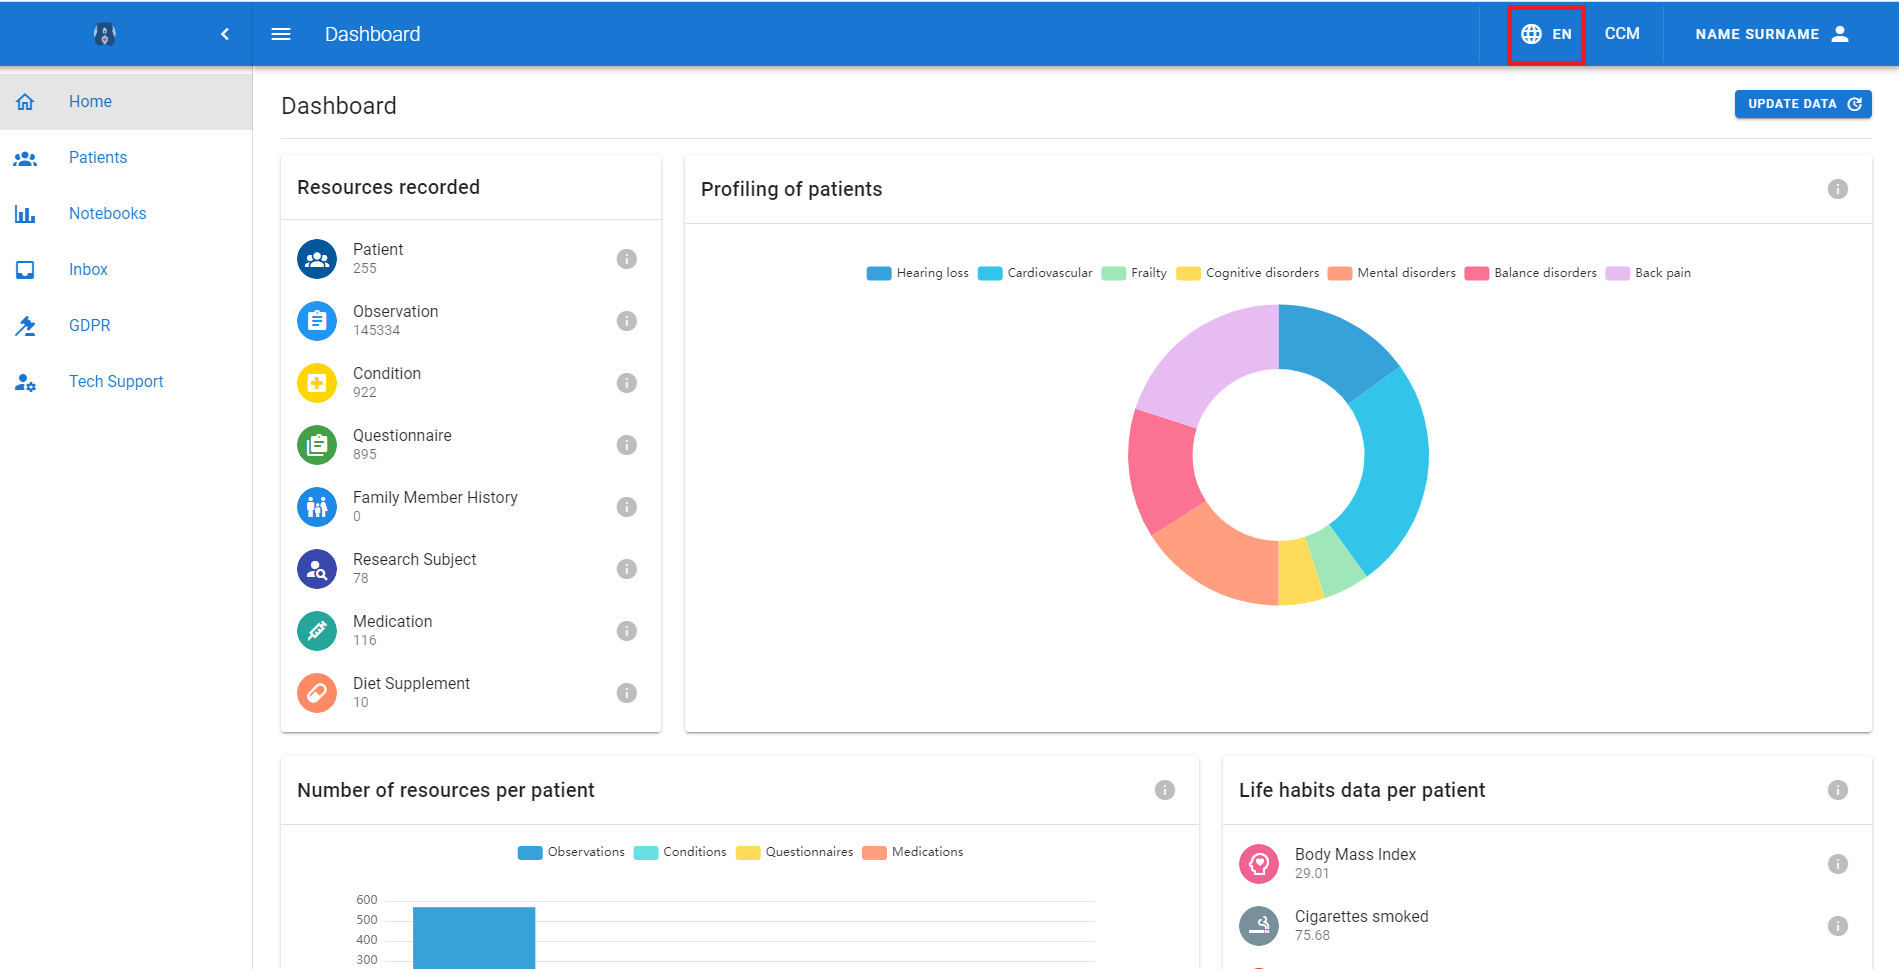 Dashboard
EN
CCM
NAME SURNAME
Home
Patients
Notebooks
Inbox
GDPR
Tech Support
Dashboard
UPDATE DATA
Resources recorded
Patient
255
Observation
145334
Condition
922
Questionnaire
895
Family Member History
0
Research Subject
78
Medication
116
Diet Supplement
10
Profiling of patients
Hearing loss Cardiovascular Frailty Cognitive disorders Mental disorders Balance disorders Back pain
Number of resources per patient
Observations Conditions Questionnaires Medications
600
500
400
300
Life habits data per patient
Body Mass Index
29.01
Cigarettes smoked
75.68